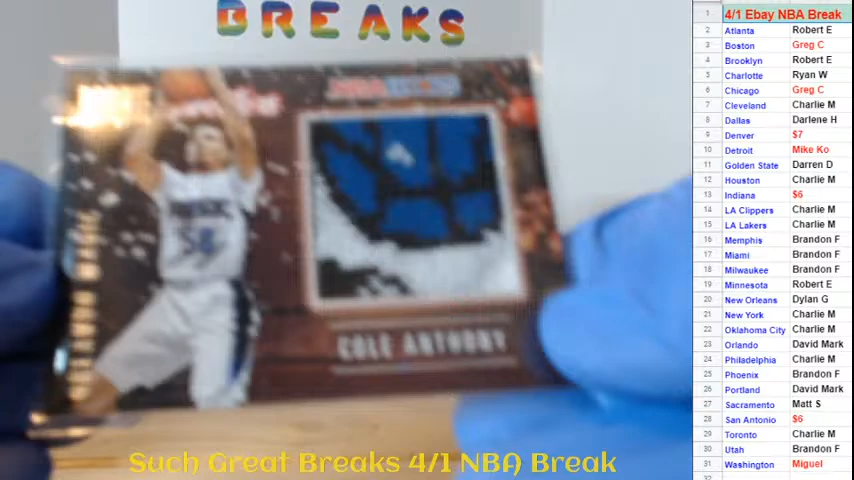 BREAKS
NBA HOOPS
50
ORLANDO MAGIC
COLE ANTHONY
Such Great Breaks 4/1 NBA Break
1 4/1 Ebay NBA Break
2 Atlanta Robert E
3 Boston Greg C
4 Brooklyn Robert E
5 Charlotte Ryan W
6 Chicago Greg C
7 Cleveland Charlie M
8 Dallas Darlene H
9 Denver $7
10 Detroit Mike Ko
11 Golden State Darren D
12 Houston Charlie M
13 Indiana $6
14 LA Clippers Charlie M
15 LA Lakers Charlie M
16 Memphis Brandon F
17 Miami Brandon F
18 Milwaukee Brandon F
19 Minnesota Robert E
20 New Orleans Dylan G
21 New York Charlie M
22 Oklahoma City Charlie M
23 Orlando David Mark
24 Philadelphia Charlie M
25 Phoenix Brandon F
26 Portland David Mark
27 Sacramento Matt S
28 San Antonio $6
29 Toronto Charlie M
30 Utah Brandon F
31 Washington Miguel